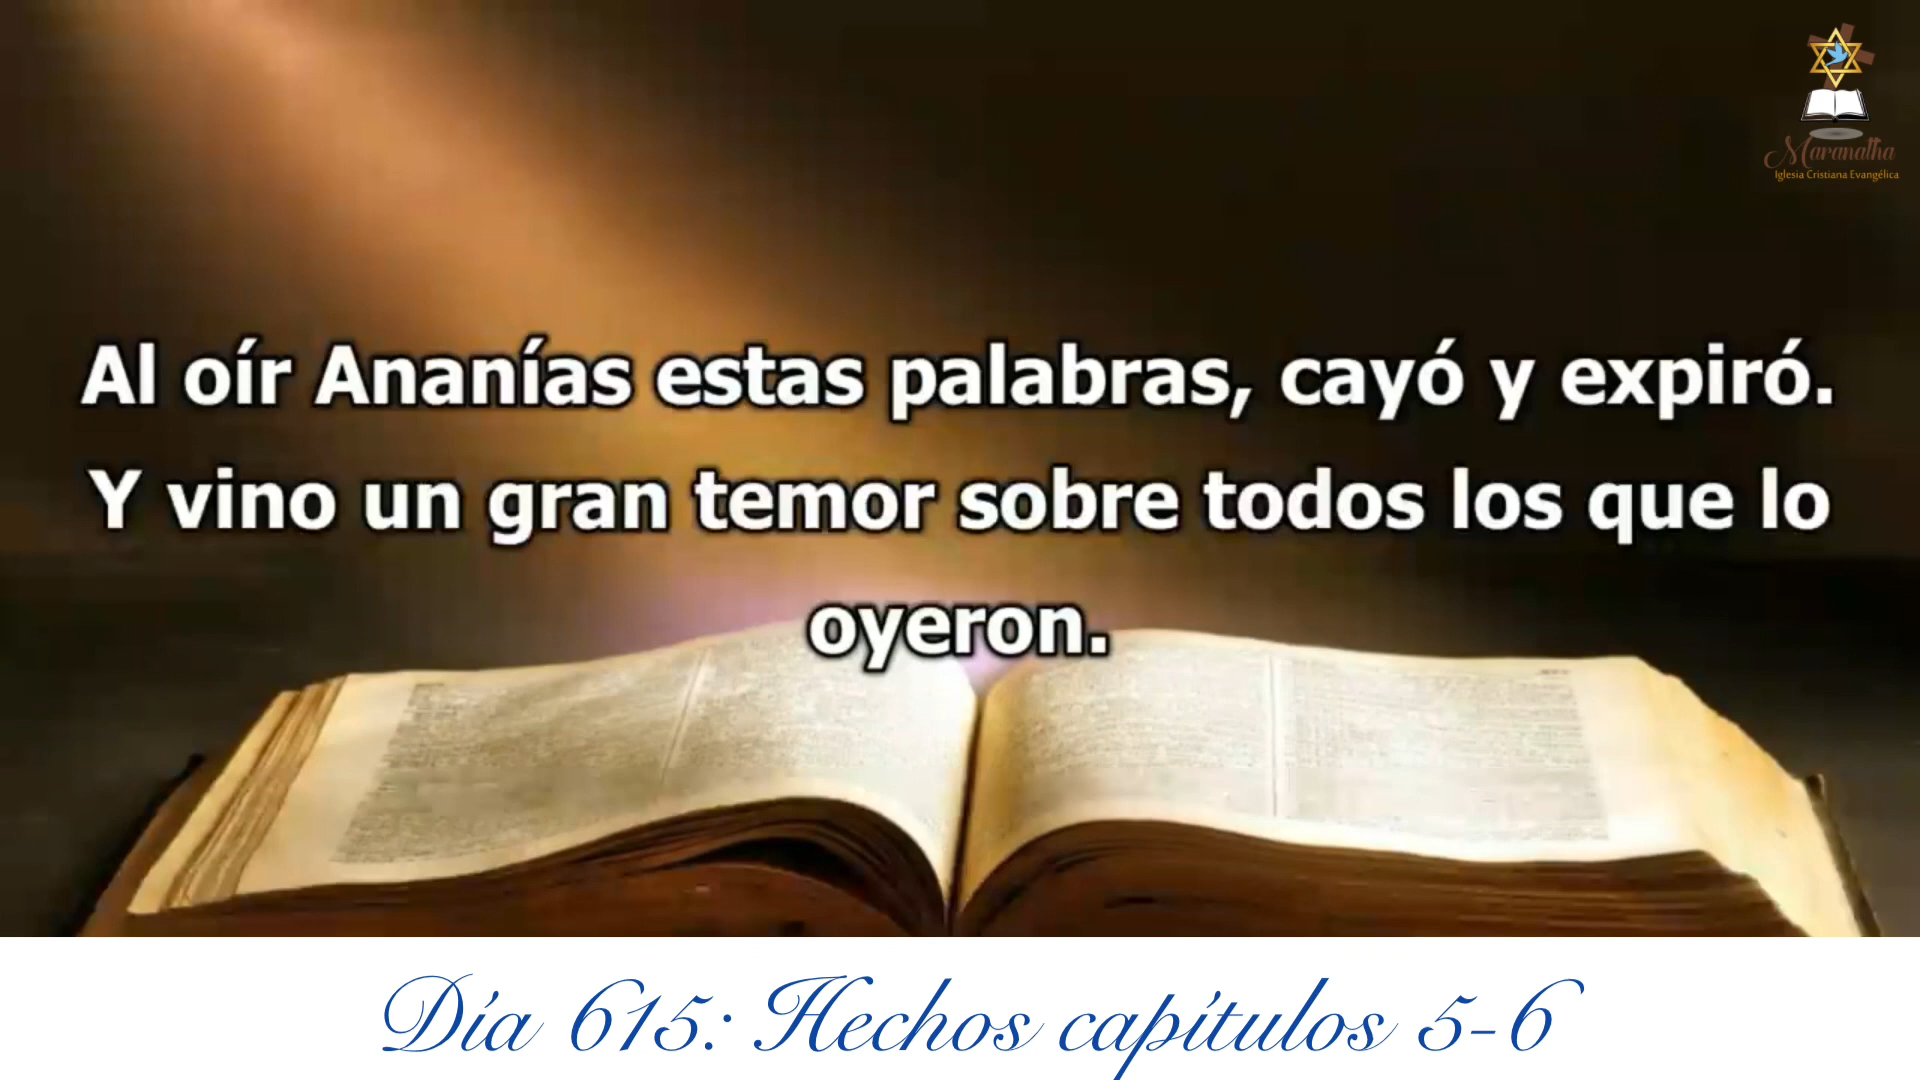 Maranatha
Iglesia Cristiana Evangélica
Al oír Ananías estas palabras, cayó y expiró.
Y vino un gran temor sobre todos los que lo
oyeron.
Día 615: Hechos capítulos 5-6